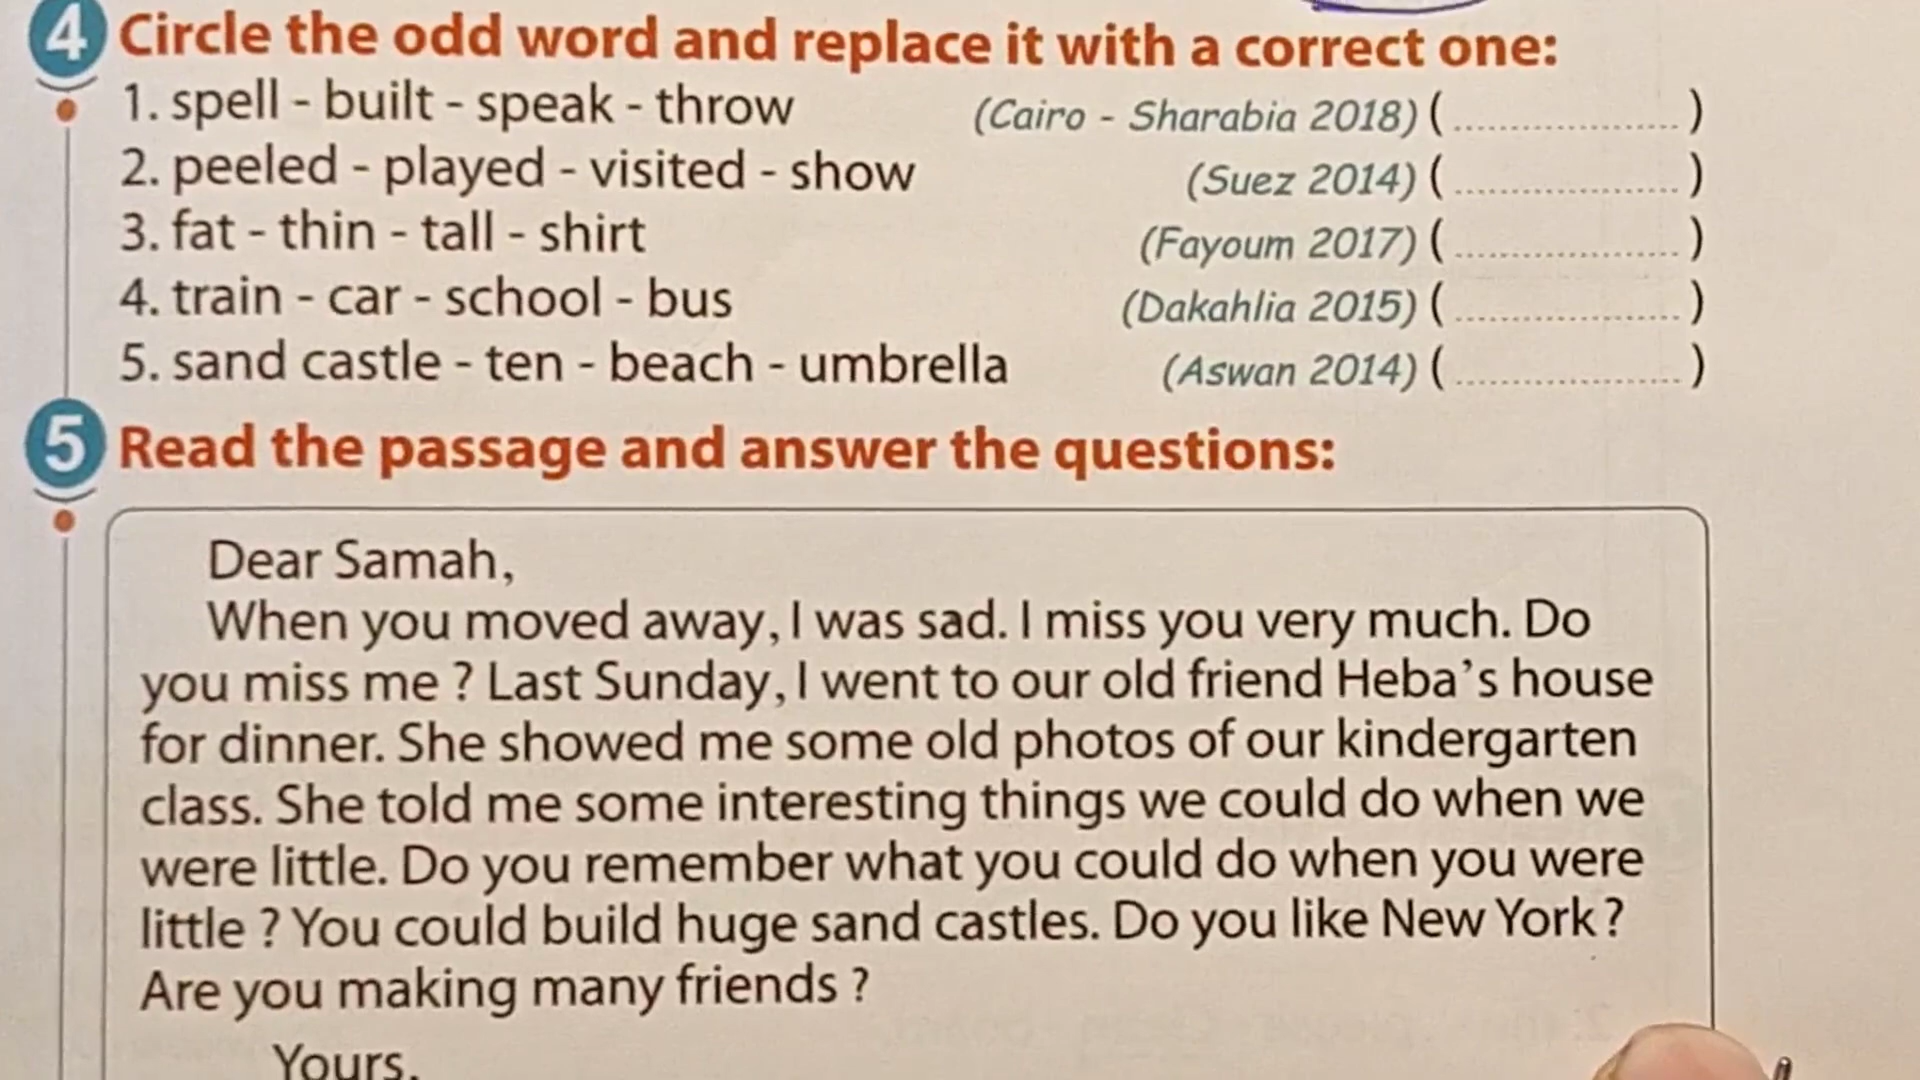 4 Circle the odd word and replace it with a correct one:
1. spell - built - speak - throw (Cairo - Sharabia 2018) (....................)
2. peeled - played - visited - show (Suez 2014) (....................)
3. fat - thin - tall - shirt (Fayoum 2017) (....................)
4. train - car - school - bus (Dakahlia 2015) (....................)
5. sand castle - ten - beach - umbrella (Aswan 2014) (....................)
5 Read the passage and answer the questions:
Dear Samah,
When you moved away, I was sad. I miss you very much. Do
you miss me ? Last Sunday, I went to our old friend Heba's house
for dinner. She showed me some old photos of our kindergarten
class. She told me some interesting things we could do when we
were little. Do you remember what you could do when you were
little ? You could build huge sand castles. Do you like New York ?
Are you making many friends ?
Yours,